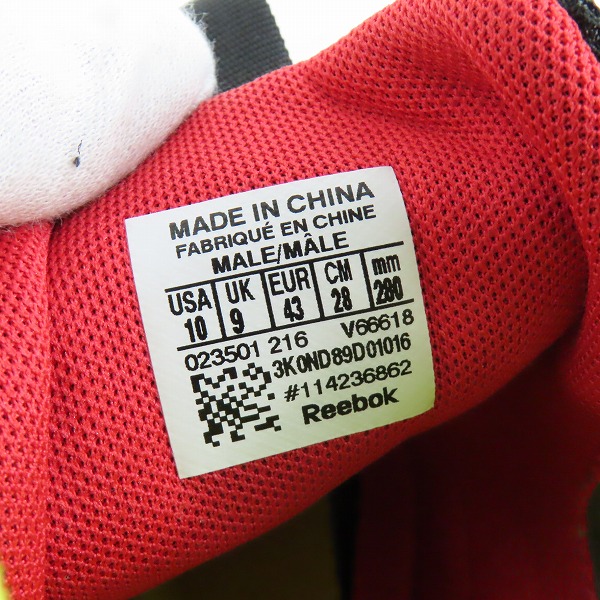 MADE IN CHINA
FABRIQUÉ EN CHINE
MALE/MÂLE
USA UK EUR CM mm
10 9 43 28 280
023501 216 V66618
3K0ND89D01016
#114236862
Reebok